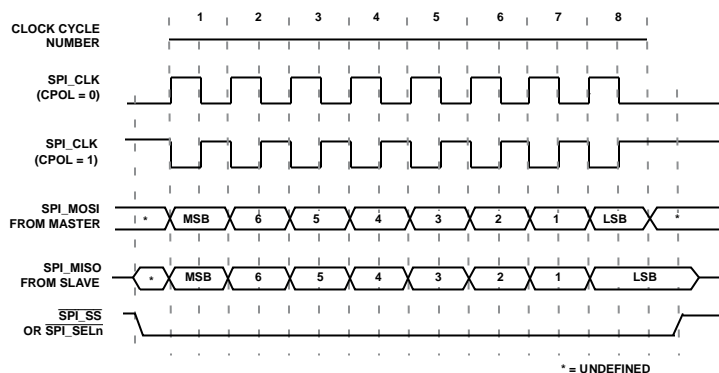 CLOCK CYCLE
NUMBER
1 2 3 4 5 6 7 8
SPI_CLK
(CPOL = 0)
SPI_CLK
(CPOL = 1)
SPI_MOSI
FROM MASTER
* MSB 6 5 4 3 2 1 LSB *
SPI_MISO
FROM SLAVE
* MSB 6 5 4 3 2 1 LSB
SPI_SS
OR SPI_SELn
* = UNDEFINED